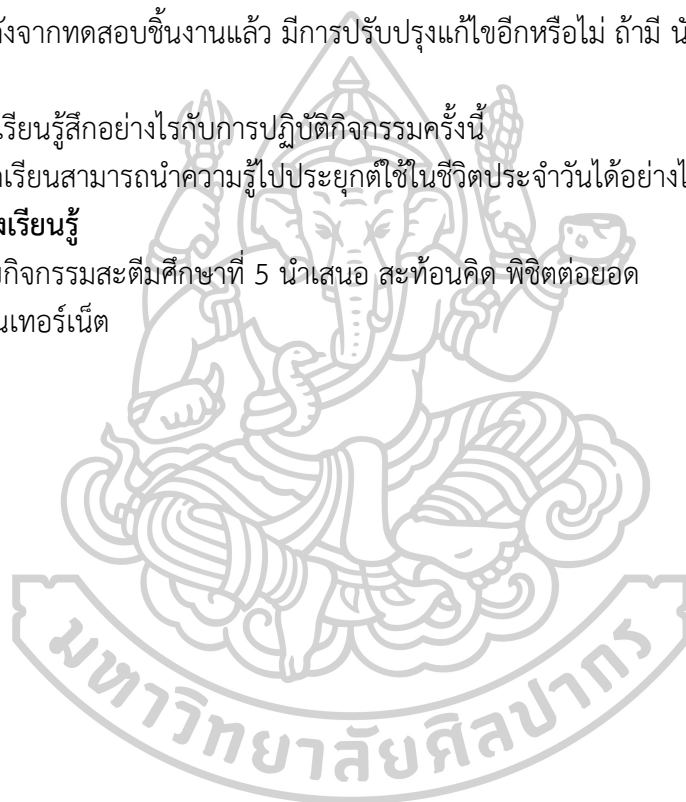 ังจากทดสอบชิ้นงานแล้ว มีการปรับปรุงแก้ไขอีกหรือไม่ ถ้ามี
เรียนรู้สึกอย่างไรกับการปฏิบัติกิจกรรมครั้งนี้
เรียนสามารถนำความรู้ไปประยุกต์ใช้ในชีวิตประจำวันได้อย่างไ
งเรียนรู้
กิจกรรมสะตีมศึกษาที่ 5 นำเสนอ สะท้อนคิด พิชิตต่อยอด
นเทอร์เน็ต
มหาวิทยาลัยศิลปากร